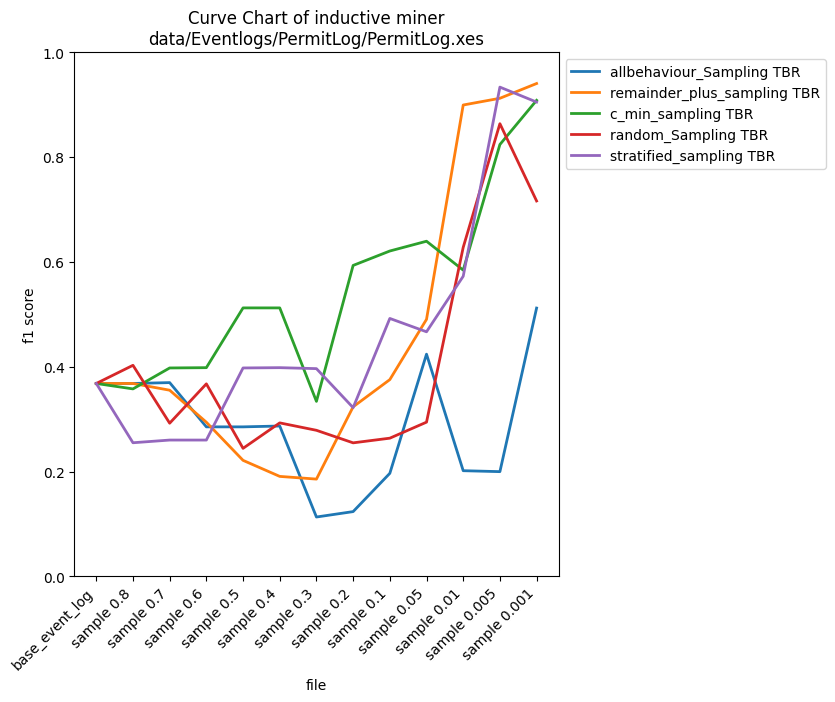 Curve Chart of inductive miner
data/Eventlogs/PermitLog/PermitLog.xes
1.0
0.8
0.6
0.4
0.2
0.0
f1 score
base_event_log
sample 0.8
sample 0.7
sample 0.6
sample 0.5
sample 0.4
sample 0.3
sample 0.2
sample 0.1
sample 0.05
sample 0.01
sample 0.005
sample 0.001
file
allbehaviour_Sampling TBR
remainder_plus_sampling TBR
c_min_sampling TBR
random_Sampling TBR
stratified_sampling TBR